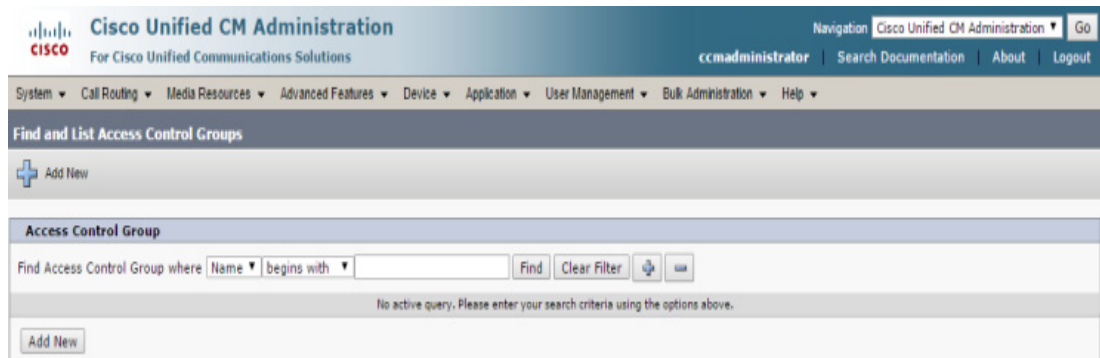 Cisco Unified CM Administration
Navigation Cisco Unified CM Administration Go
CISCO
For Cisco Unified Communications Solutions
ccmadministrator | Search Documentation | About | Logout
System Call Routing Media Resources Advanced Features Device Application User Management Bulk Administration Help
Find and List Access Control Groups
Add New
Access Control Group
Find Access Control Group where Name begins with Find Clear Filter
No active query. Please enter your search criteria using the options above.
Add New